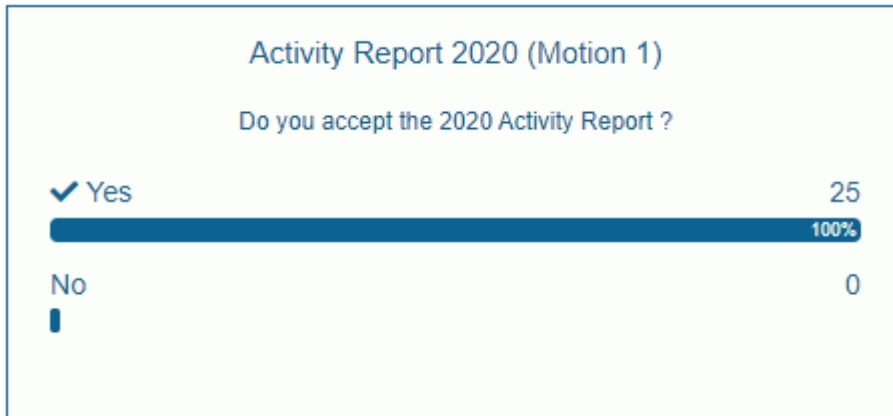 Activity Report 2020 (Motion 1)
Do you accept the 2020 Activity Report ?
✔ Yes 25
100%
No 0